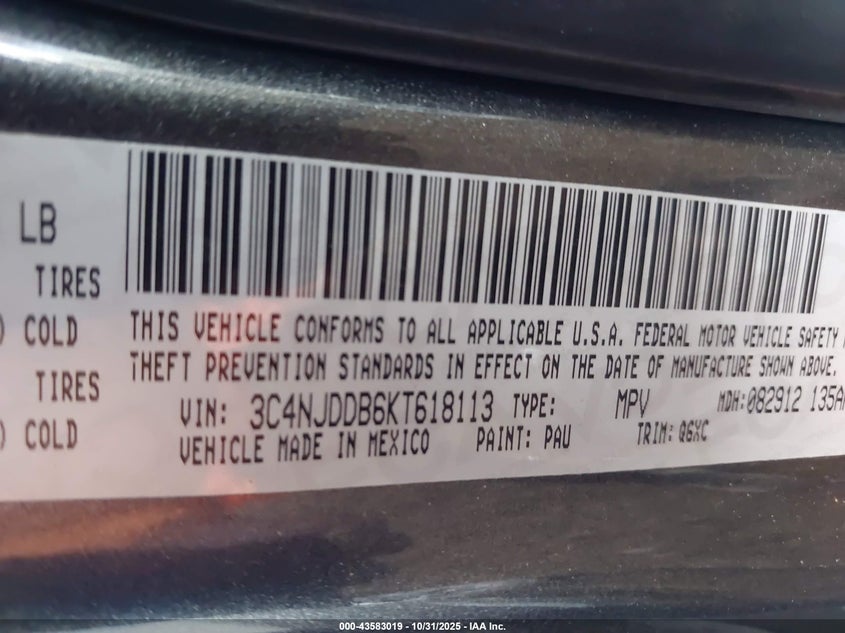 LB
TIRES
) COLD
TIRES
) COLD
THIS VEHICLE CONFORMS TO ALL APPLICABLE U.S.A. FEDERAL MOTOR VEHICLE SAFETY
THEFT PREVENTION STANDARDS IN EFFECT ON THE DATE OF MANUFACTURE SHOWN ABOVE.
VIN: 3C4NJDDB6KT618113 TYPE: MPV MDH: 082912 135A
VEHICLE MADE IN MEXICO PAINT: PAU TRIM: Q6XC
000-43583019 - 10/31/2025 - IAA Inc.